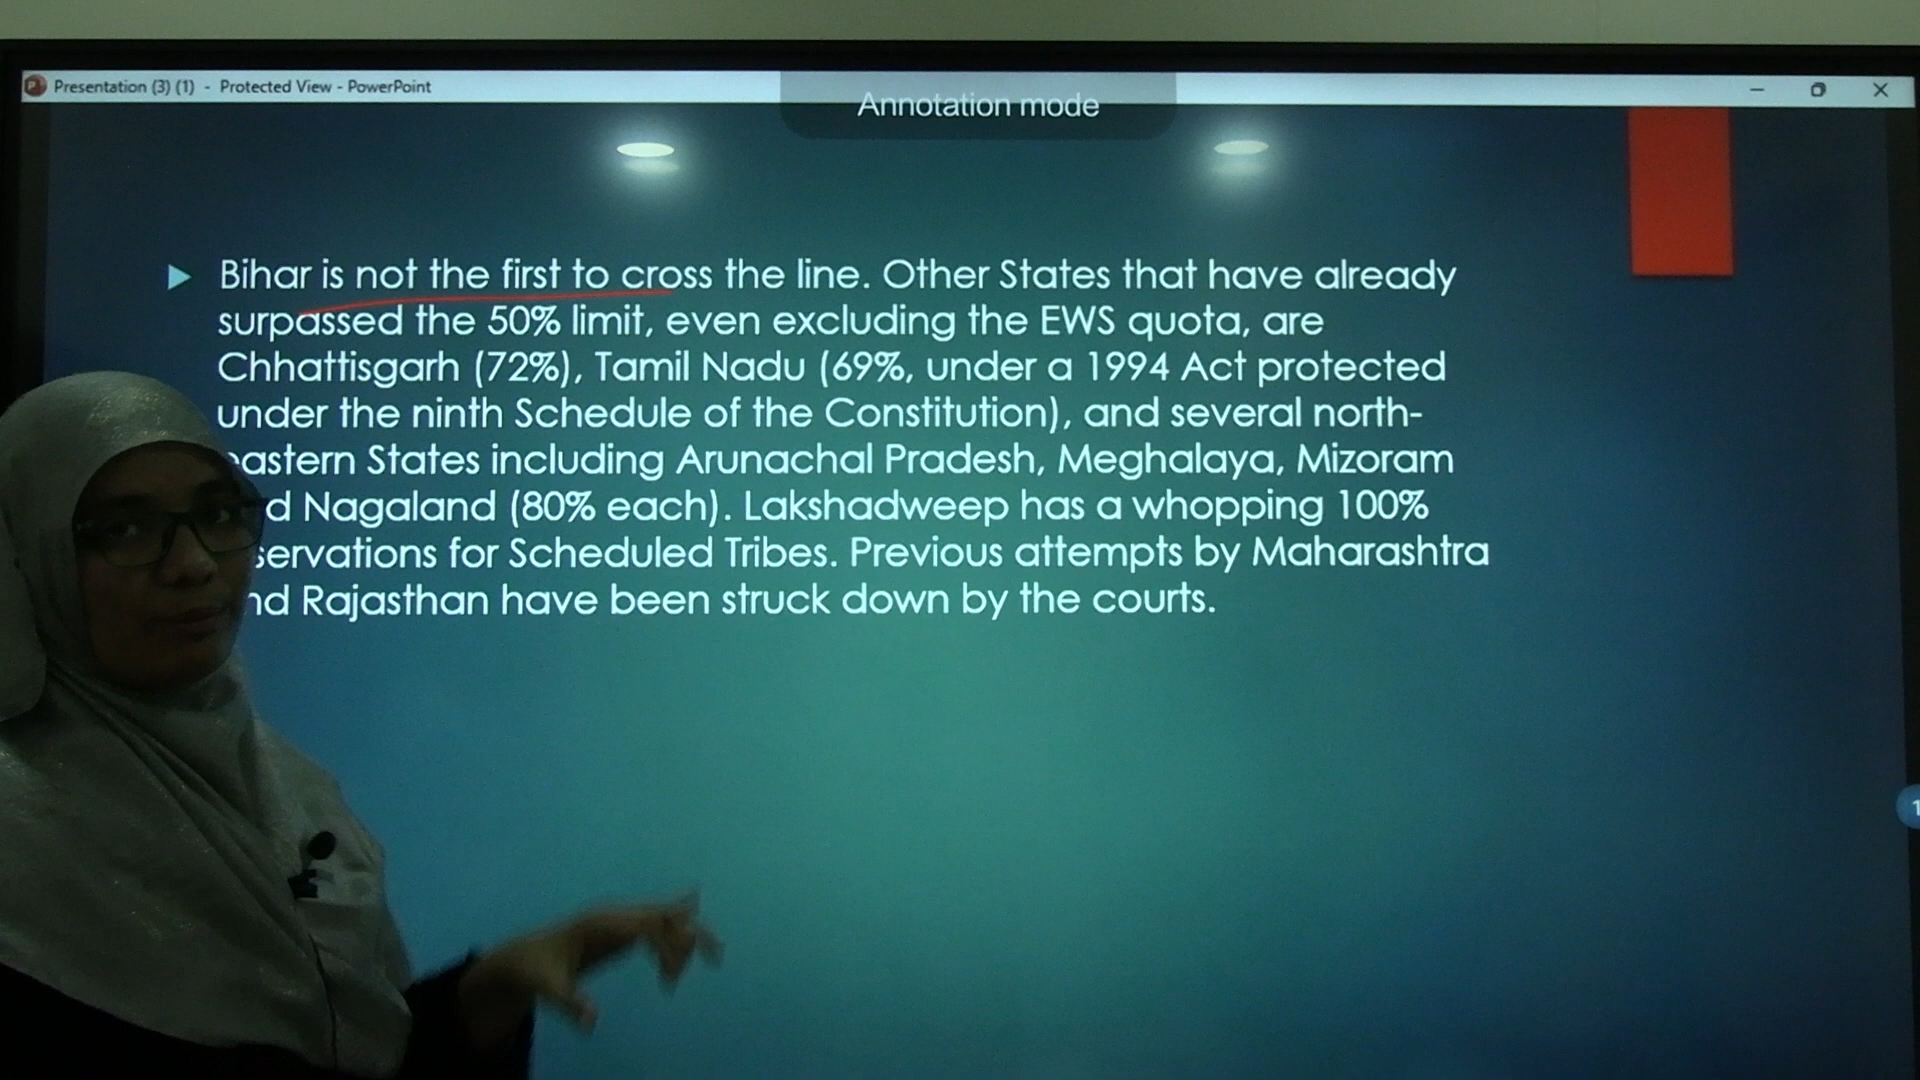 Presentation (3) (1) - Protected View - PowerPoint
Annotation mode
Bihar is not the first to cross the line. Other States that have already
surpassed the 50% limit, even excluding the EWS quota, are
Chhattisgarh (72%), Tamil Nadu (69%, under a 1994 Act protected
under the ninth Schedule of the Constitution), and several north-
eastern States including Arunachal Pradesh, Meghalaya, Mizoram
Nagaland (80% each). Lakshadweep has a whopping 100%
for Scheduled Tribes. Previous attempts by Maharashtra
Rajasthan have been struck down by the courts.
1